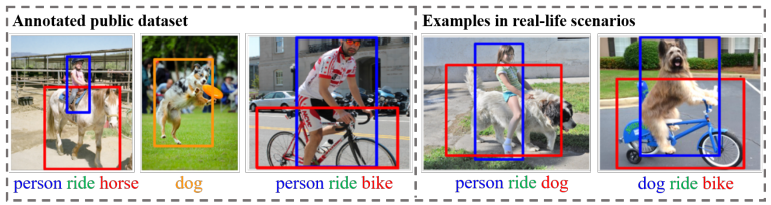 Annotated public dataset
Examples in real-life scenarios
person ride horse
dog
person ride bike
person ride dog
dog ride bike